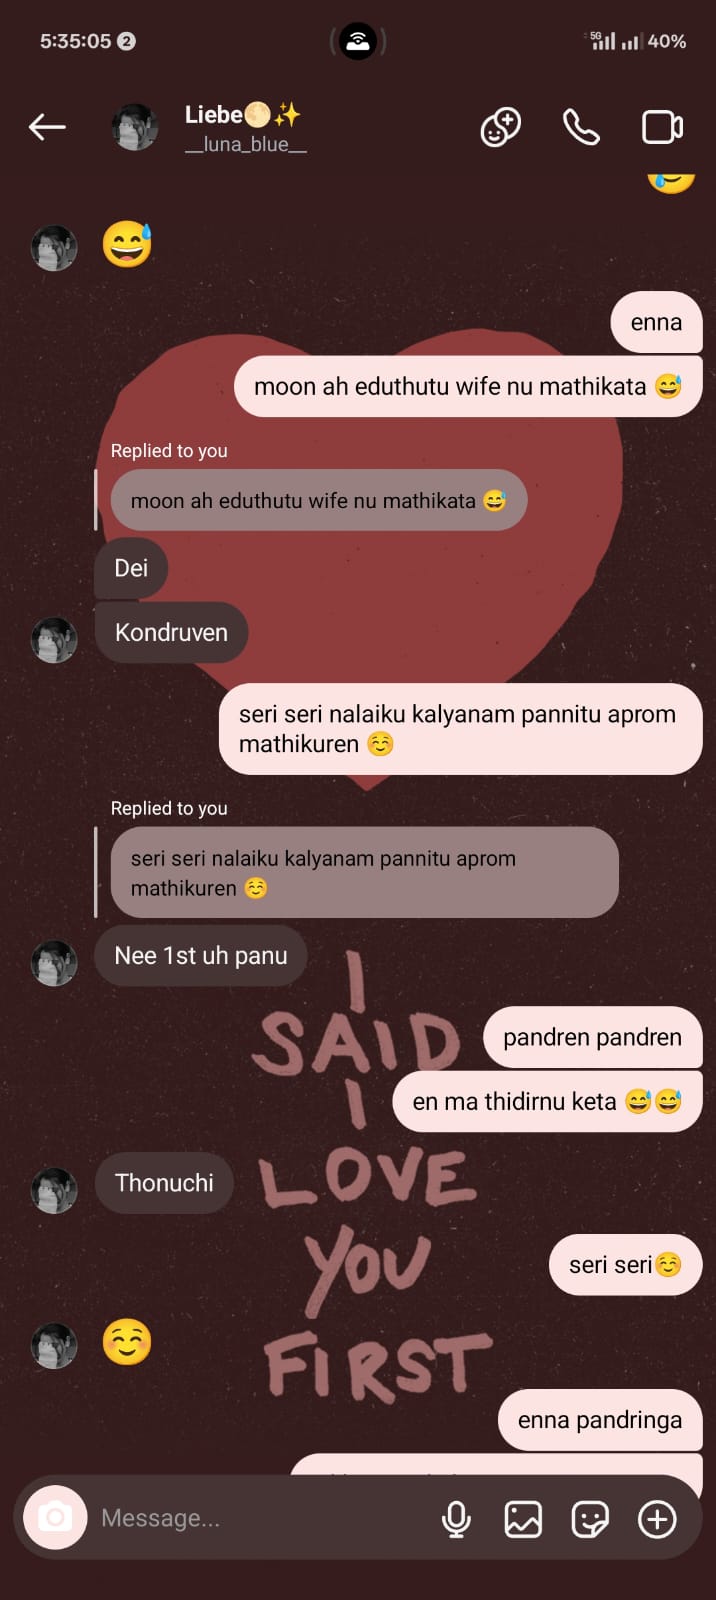 5:35:05 2
5G 40%
Liebe🌕✨
__luna_blue__
😅
enna
moon ah eduthutu wife nu mathikata 😅
Replied to you
moon ah eduthutu wife nu mathikata 😅
Dei
Kondruven
seri seri nalaiku kalyanam pannitu aprom
mathikuren ☺️
Replied to you
seri seri nalaiku kalyanam pannitu aprom
mathikuren ☺️
Nee 1st uh panu
pandren pandren
en ma thidirnu keta 😅😅
Thonuchi
seri seri☺️
☺️
enna pandringa
I
SAID
I
LOVE
YOU
FIRST
Message...